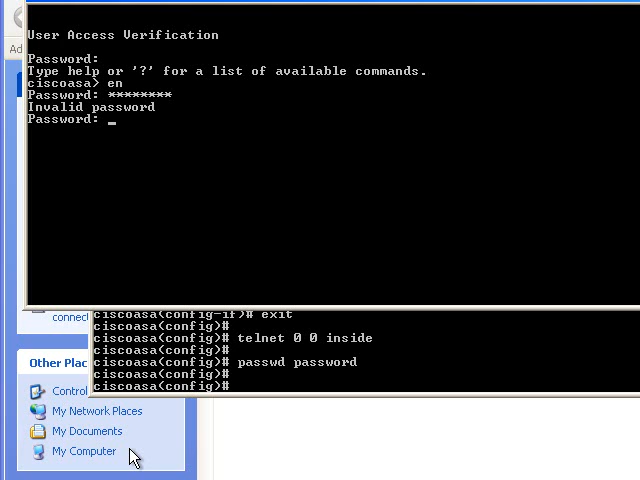 User Access Verification
Password:
Type help or '?' for a list of available commands.
ciscoasa> en
Password: ********
Invalid password
Password: _
Ad
connect
ciscoasa(config-if)# exit
ciscoasa(config)#
ciscoasa(config)# telnet 0 0 inside
ciscoasa(config)#
ciscoasa(config)# passwd password
ciscoasa(config)#
ciscoasa(config)#
Other Plac
Control
My Network Places
My Documents
My Computer